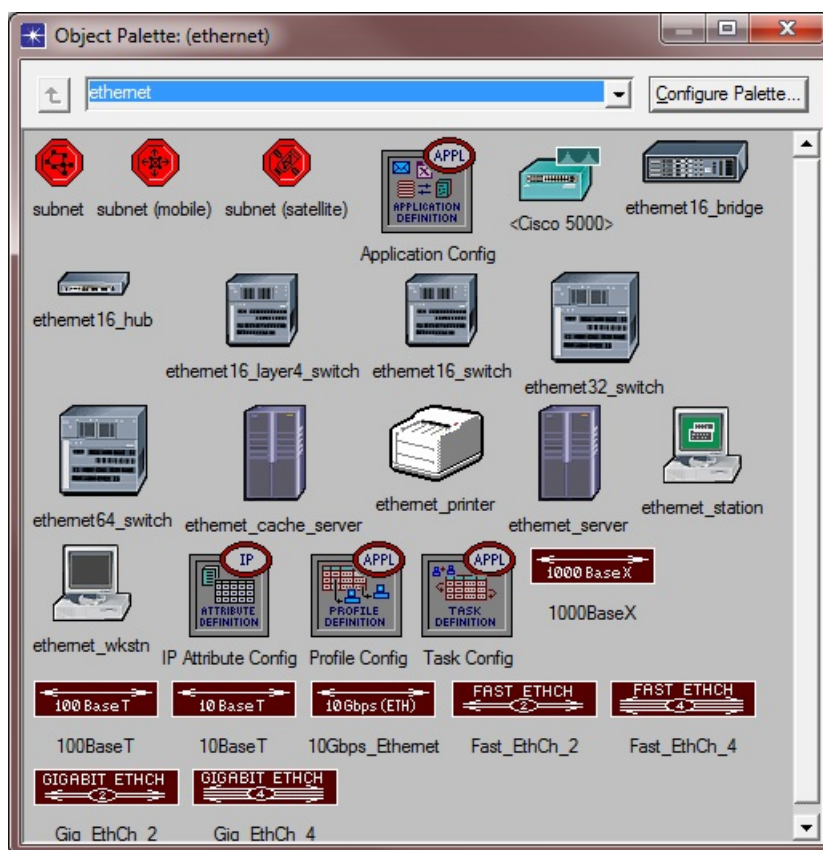 Object Palette: (ethernet)
ethernet
Configure Palette...
subnet
subnet (mobile)
subnet (satellite)
APPL
APPLICATION
DEFINITION
Application Config
<Cisco 5000>
ethernet16_bridge
ethernet16_hub
ethernet16_layer4_switch
ethernet16_switch
ethernet32_switch
ethernet64_switch
ethernet_cache_server
ethernet_printer
ethernet_server
ethernet_station
ethernet_wkstn
IP
ATTRIBUTE
DEFINITION
IP Attribute Config
APPL
PROFILE
DEFINITION
Profile Config
APPL
TASK
DEFINITION
Task Config
1000 BaseX
1000BaseX
100 BaseT
100BaseT
10 BaseT
10BaseT
10Gbps (ETH)
10Gbps_Ethernet
FAST ETHCH
2
Fast_EthCh_2
FAST ETHCH
4
Fast_EthCh_4
GIGABIT ETHCH
2
Gig_EthCh_2
GIGABIT ETHCH
4
Gig_EthCh_4